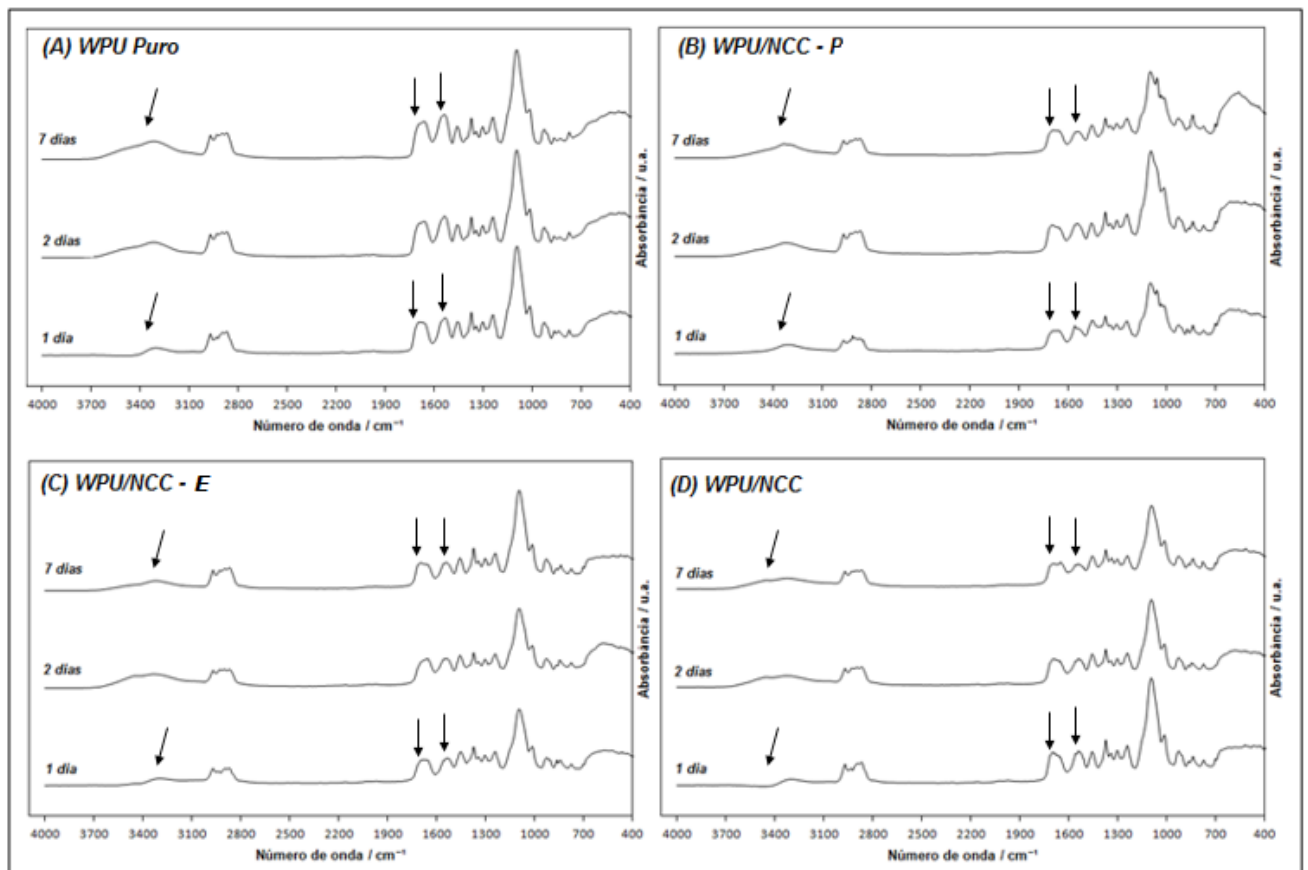 (A) WPU Puro
7 dias
2 dias
1 dia
4000 3700 3400 3100 2800 2500 2200 1900 1600 1300 1000 700 400
Número de onda / cm⁻¹
Absorbância / u.a.
(B) WPU/NCC - P
7 dias
2 dias
1 dia
4000 3700 3400 3100 2800 2500 2200 1900 1600 1300 1000 700 400
Número de onda / cm⁻¹
Absorbância / u.a.
(C) WPU/NCC - E
7 dias
2 dias
1 dia
4000 3700 3400 3100 2800 2500 2200 1900 1600 1300 1000 700 400
Número de onda / cm⁻¹
Absorbância / u.a.
(D) WPU/NCC
7 dias
2 dias
1 dia
4000 3700 3400 3100 2800 2500 2200 1900 1600 1300 1000 700 400
Número de onda / cm⁻¹
Absorbância / u.a.